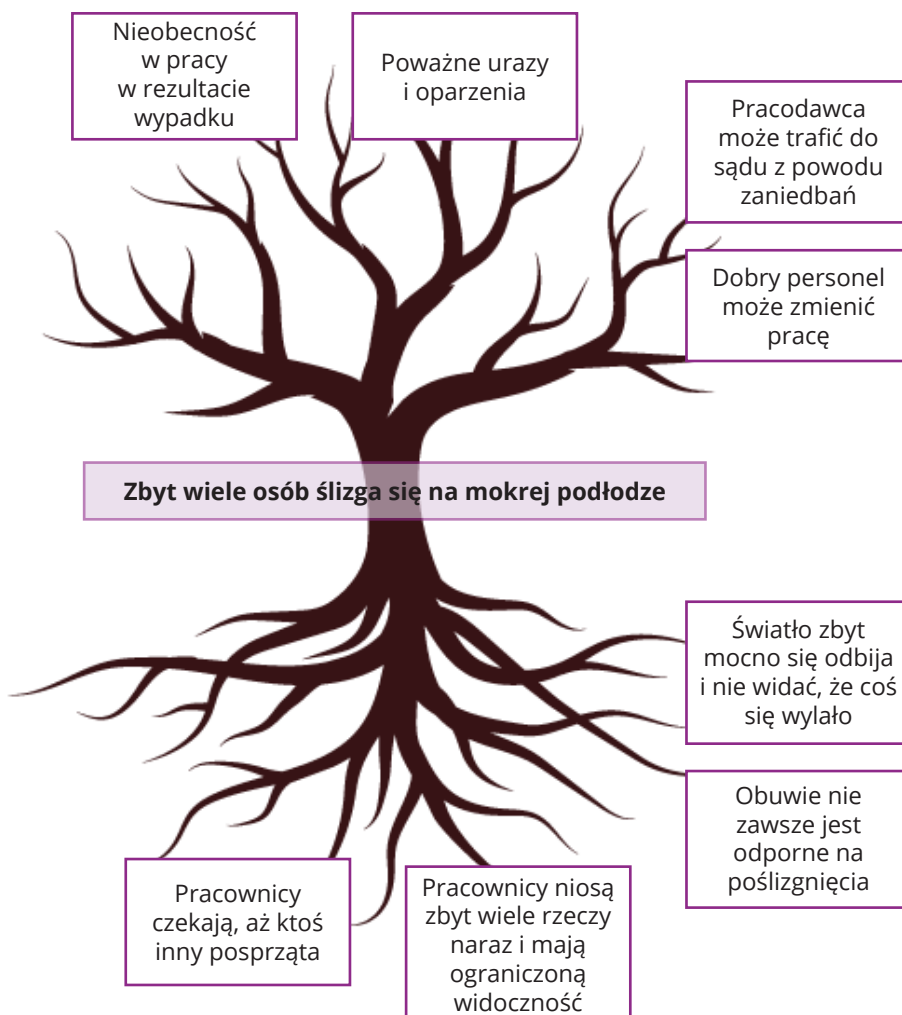 Nieobecność
w pracy
w rezultacie
wypadku
Poważne urazy
i oparzenia
Pracodawca
może trafić do
sądu z powodu
zaniedbań
Dobry personel
może zmienić
pracę
Zbyt wiele osób ślizga się na mokrej podłodze
Światło zbyt
mocno się odbija
i nie widać, że coś
się wylało
Obuwie nie
zawsze jest
odporne na
poślizgnięcia
Pracownicy
czekają, aż ktoś
inny posprząta
Pracownicy niosą
zbyt wiele rzeczy
naraz i mają
ograniczoną
widoczność